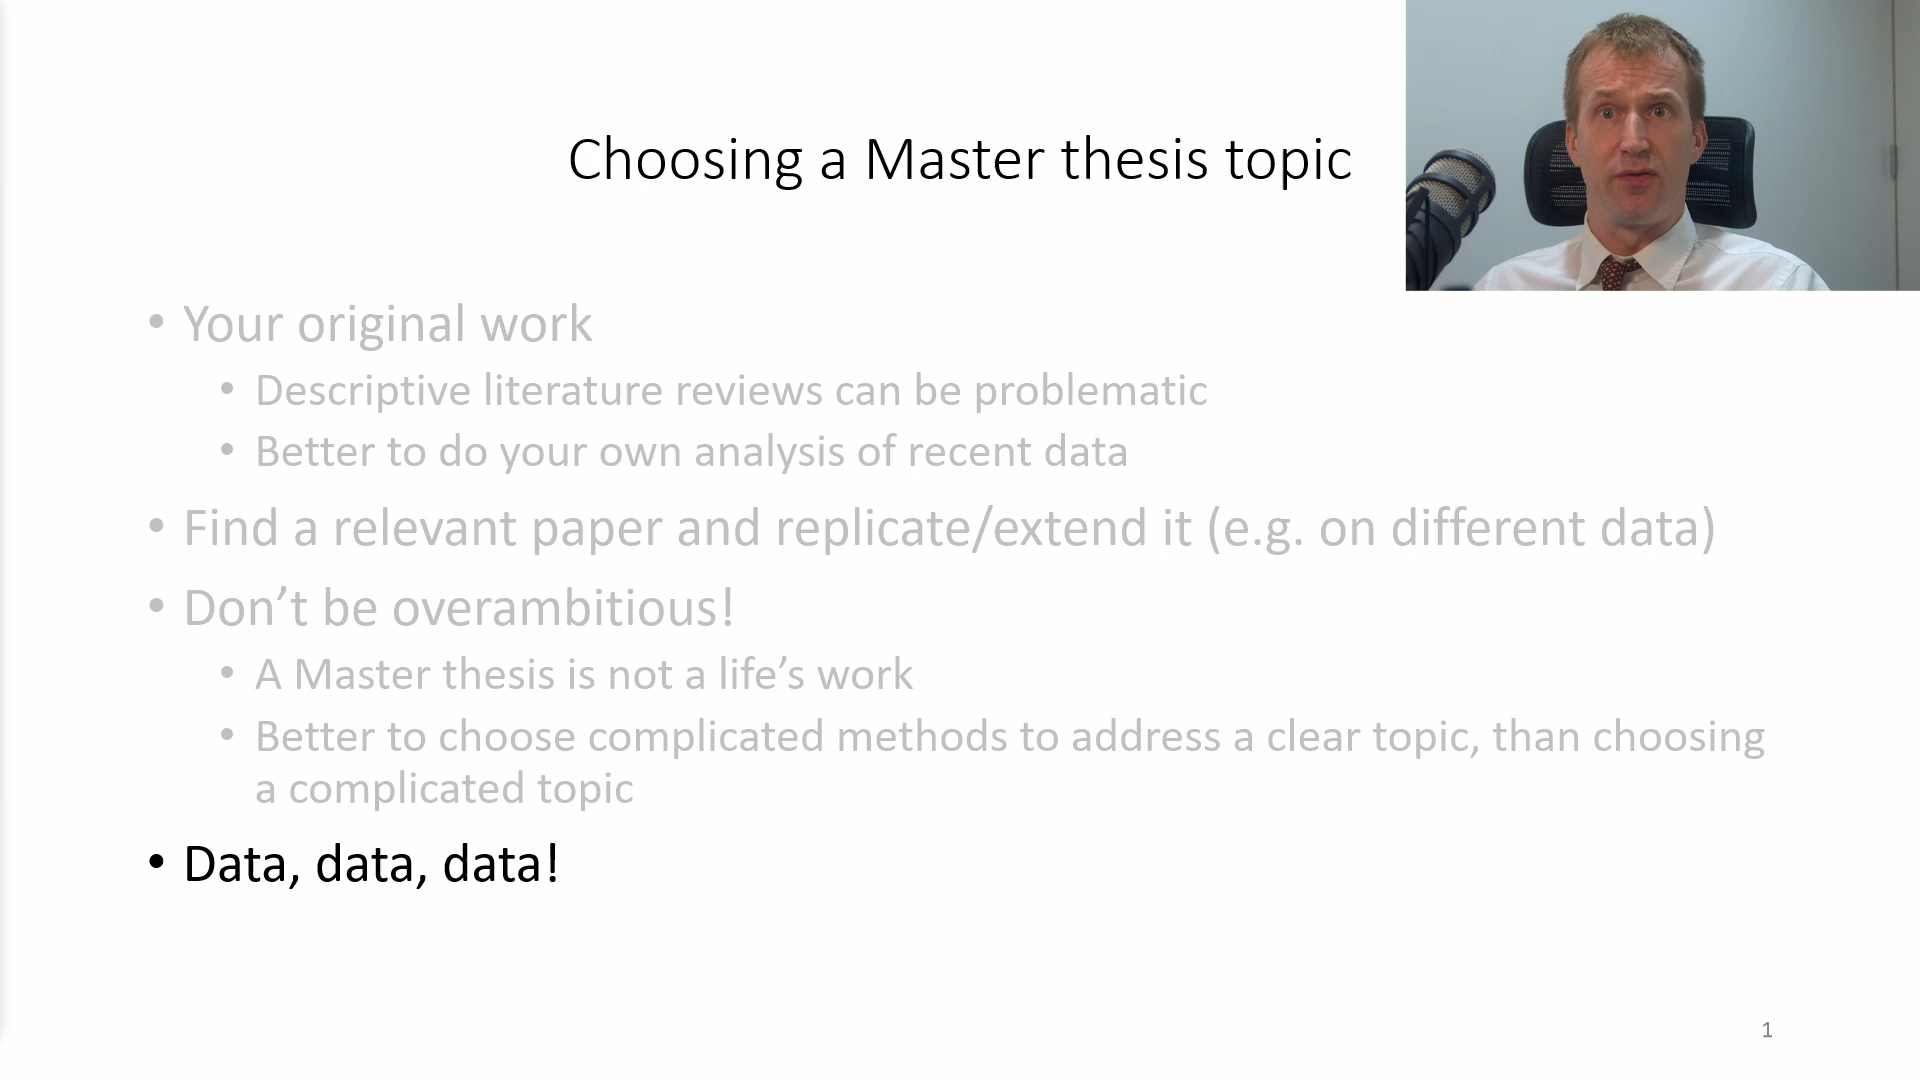 Choosing a Master thesis topic
• Your original work
• Descriptive literature reviews can be problematic
• Better to do your own analysis of recent data
• Find a relevant paper and replicate/extend it (e.g. on different data)
• Don’t be overambitious!
• A Master thesis is not a life’s work
• Better to choose complicated methods to address a clear topic, than choosing
a complicated topic
• Data, data, data!
1